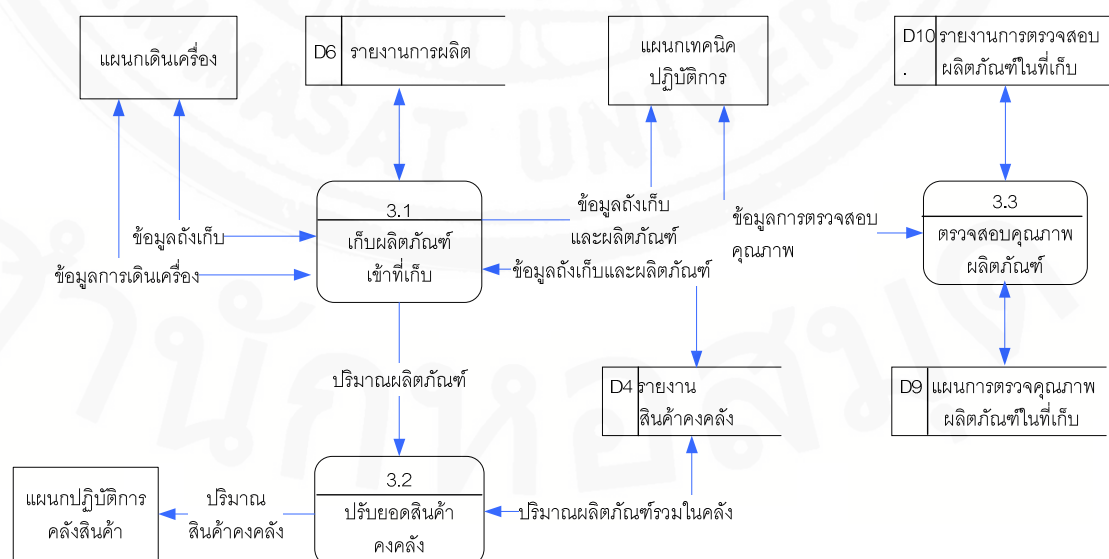 แผนกเดินเครื่อง
D6 รายงานการผลิต
แผนกเทคนิค
ปฏิบัติการ
D10 รายงานการตรวจสอบ
. ผลิตภัณฑ์ในที่เก็บ
3.1
เก็บผลิตภัณฑ์
เข้าที่เก็บ
ข้อมูลถังเก็บ
ข้อมูลการเดินเครื่อง
ข้อมูลถังเก็บ
และผลิตภัณฑ์
ข้อมูลถังเก็บและผลิตภัณฑ์
ข้อมูลการตรวจสอบ
คุณภาพ
3.3
ตรวจสอบคุณภาพ
ผลิตภัณฑ์
ปริมาณผลิตภัณฑ์
D4 รายงาน
สินค้าคงคลัง
D9 แผนการตรวจคุณภาพ
ผลิตภัณฑ์ในที่เก็บ
แผนกปฏิบัติการ
คลังสินค้า
ปริมาณ
สินค้าคงคลัง
3.2
ปรับยอดสินค้า
คงคลัง
ปริมาณผลิตภัณฑ์รวมในคลัง
MASAT UNIVER
สำนักหอสมุด